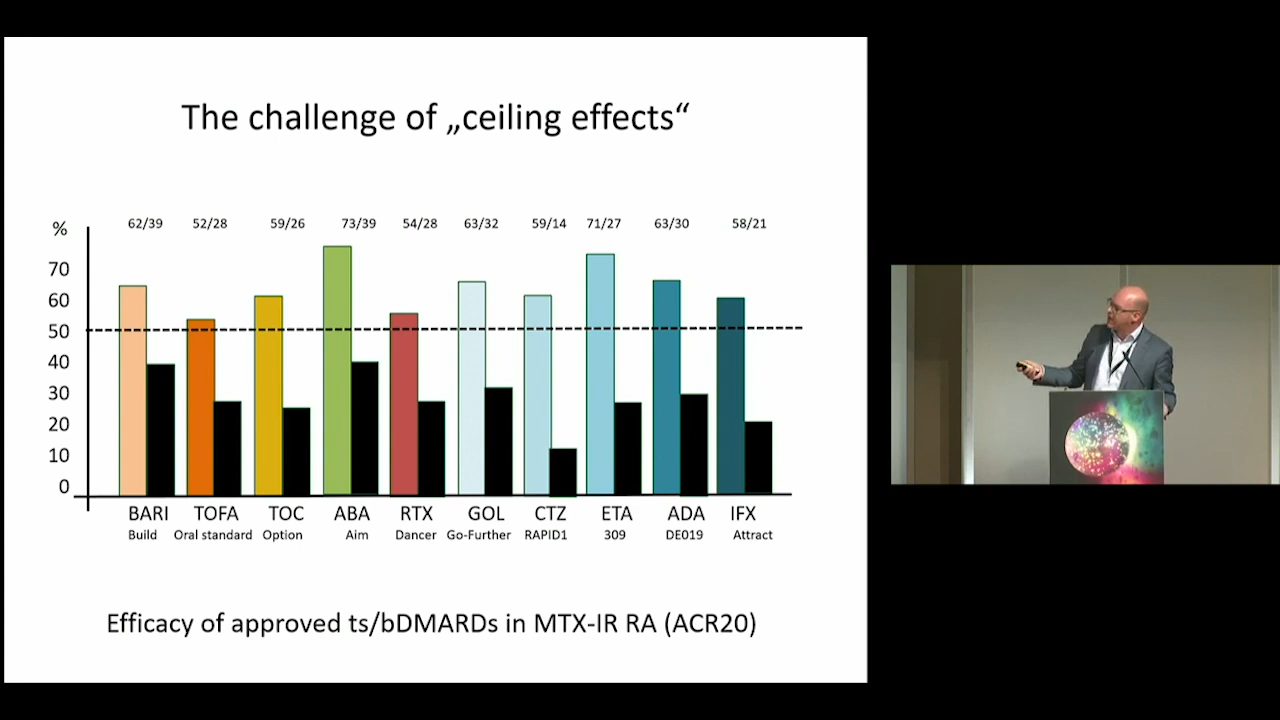 The challenge of „ceiling effects“
% 62/39 52/28 59/26 73/39 54/28 63/32 59/14 71/27 63/30 58/21
70
60
50
40
30
20
10
0
BARI TOFA TOC ABA RTX GOL CTZ ETA ADA IFX
Build Oral standard Option Aim Dancer Go-Further RAPID1 309 DE019 Attract
Efficacy of approved ts/bDMARDs in MTX-IR RA (ACR20)